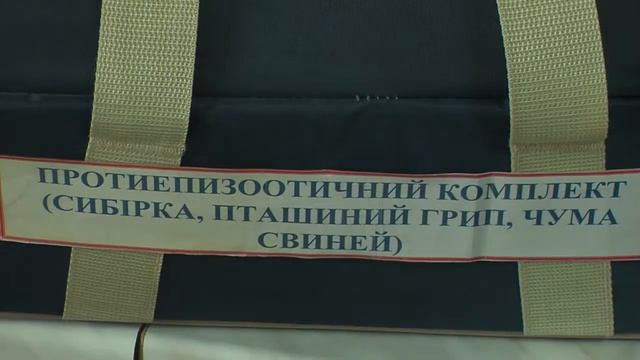 ПРОТИЕПИЗООТИЧНИЙ КОМПЛЕКТ
(СИБІРКА, ПТАШИНИЙ ГРИП, ЧУМА
СВИНЕЙ)